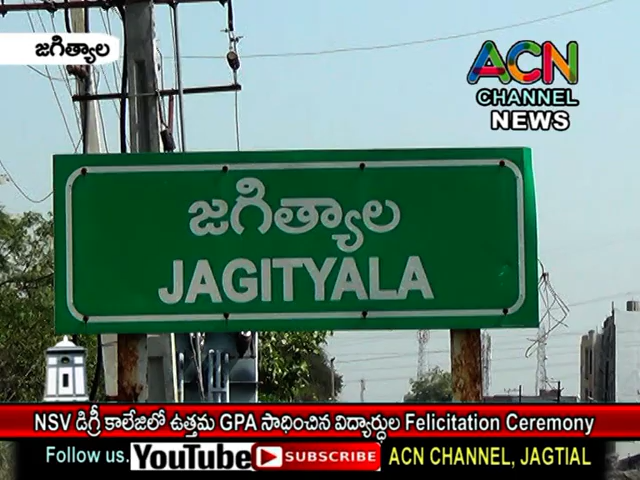 జగిత్యాల
ACN
CHANNEL
NEWS
జగిత్యాల
JAGITYALA
NSV డిగ్రీ కాలేజిలో ఉత్తమ GPA సాధించిన విద్యార్థుల Felicitation Ceremony
Follow us. YouTube SUBSCRIBE ACN CHANNEL, JAGTIAL